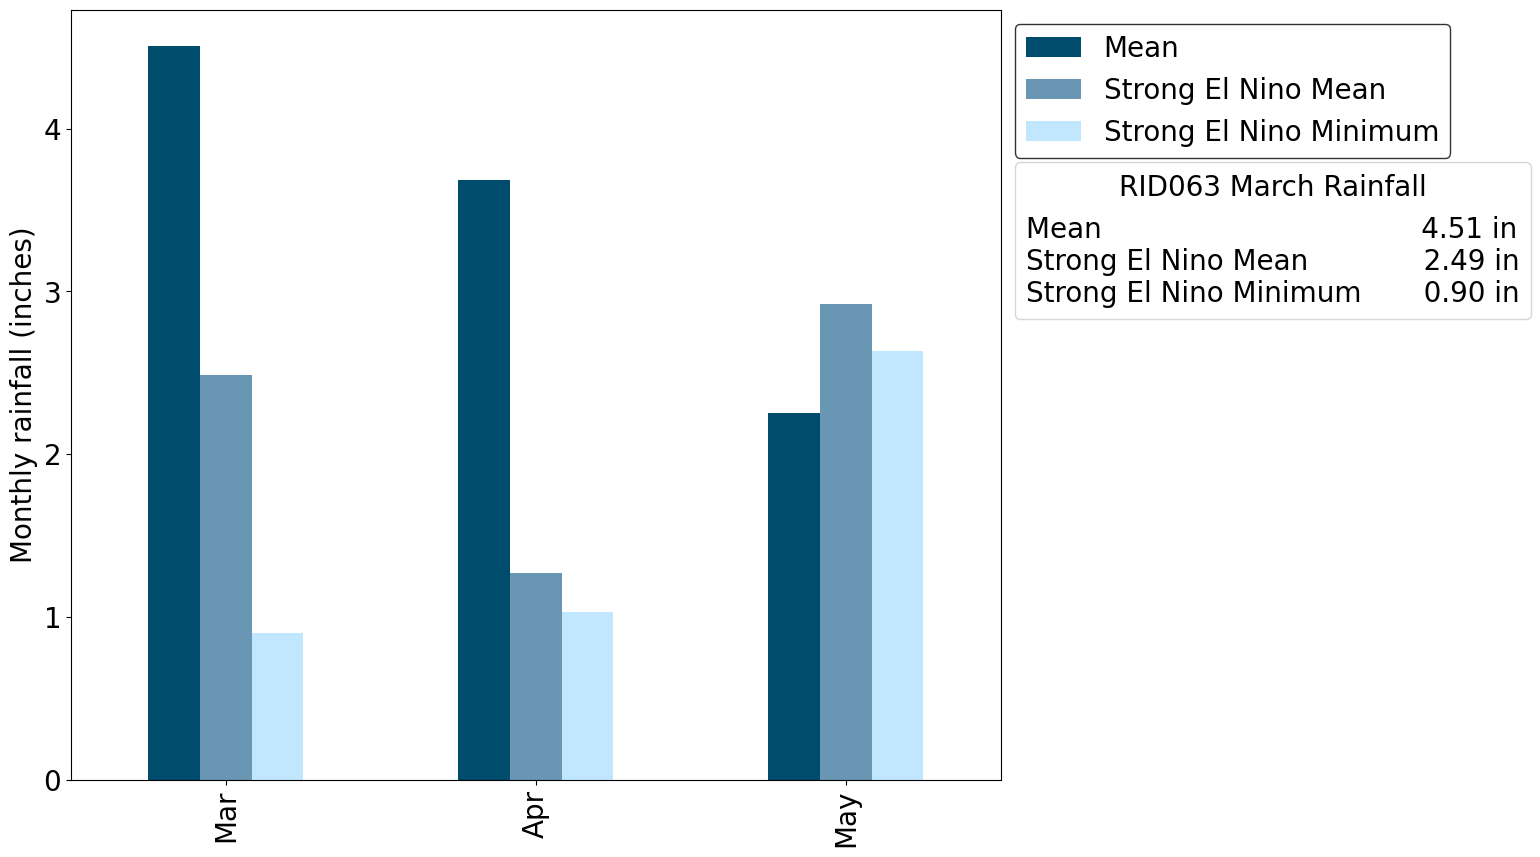 Monthly rainfall (inches)
4
3
2
1
0
Mar
Apr
May
Mean
Strong El Nino Mean
Strong El Nino Minimum
RID063 March Rainfall
Mean 4.51 in
Strong El Nino Mean 2.49 in
Strong El Nino Minimum 0.90 in